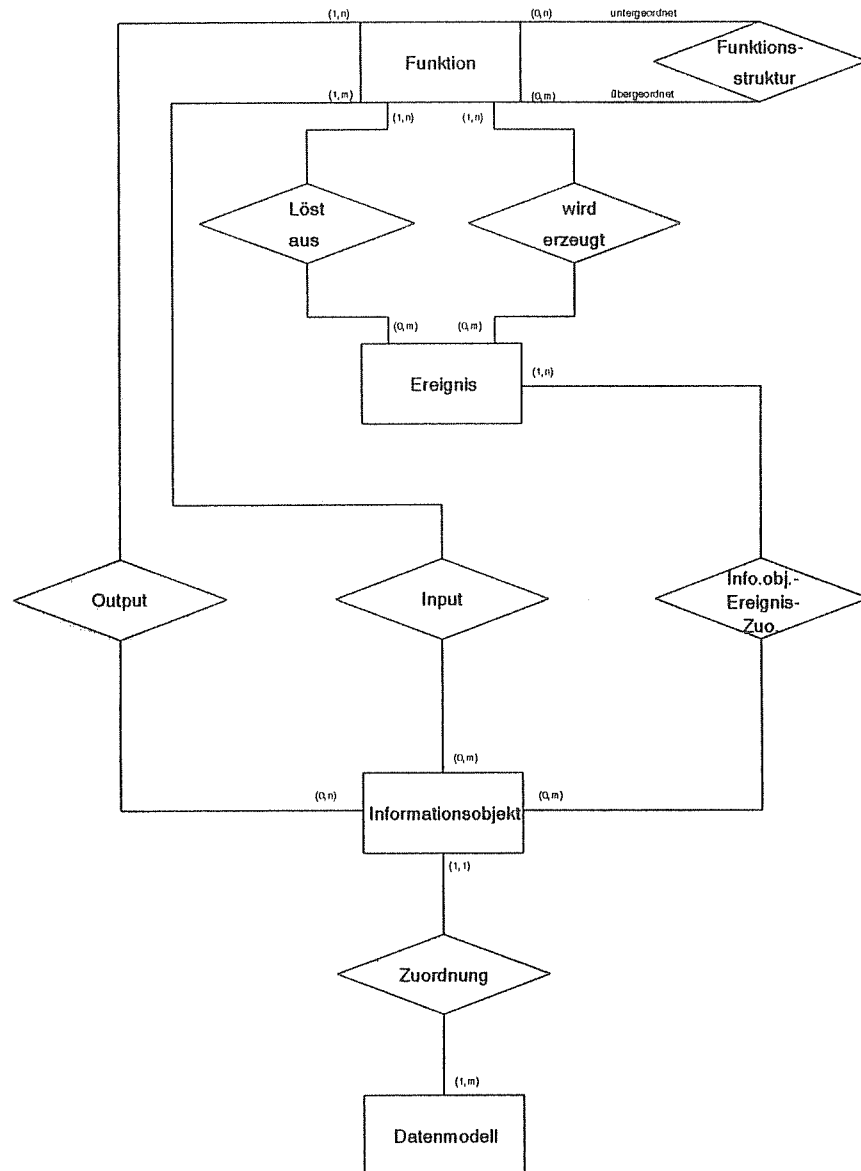 (1,n)
(0,n)
untergeordnet
Funktion
Funktions-
struktur
(1,m)
(0,m)
übergeordnet
(1,n)
(1,n)
Löst
aus
wird
erzeugt
(0,m)
(0,m)
Ereignis
(1,n)
Output
Input
Info.obj.-
Ereignis-
Zuo.
(0,m)
(0,n)
Informationsobjekt
(0,m)
(1,1)
Zuordnung
(1,m)
Datenmodell